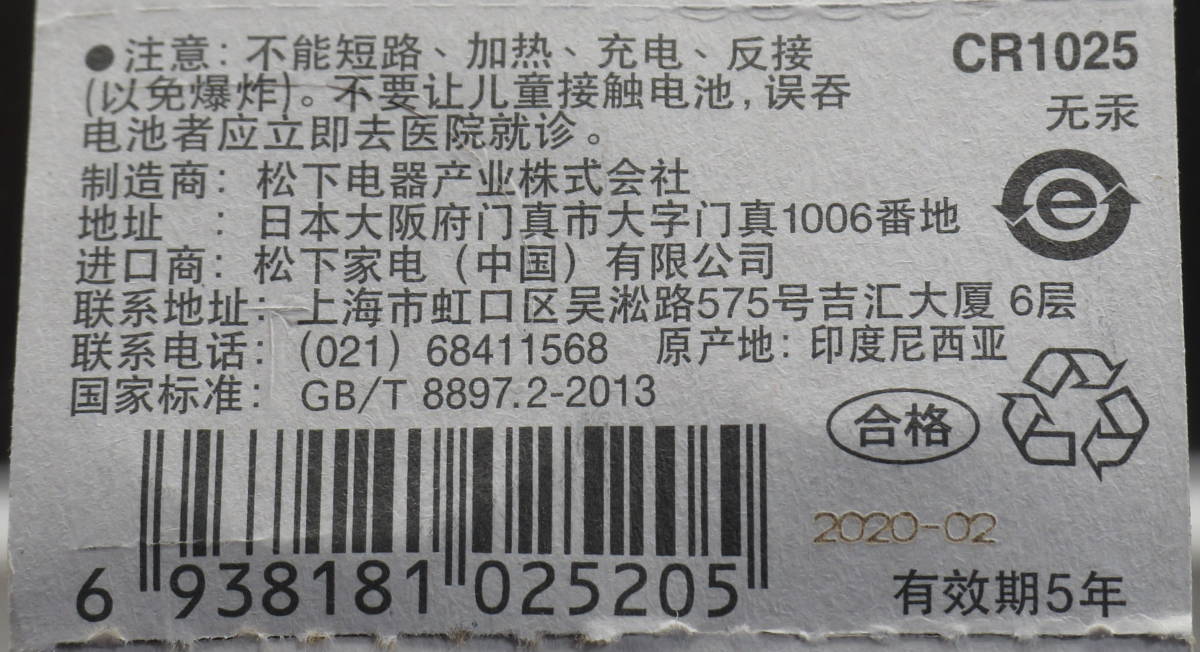 ●注意: 不能短路、加热、充电、反接
(以免爆炸)。不要让儿童接触电池,误吞
电池者应立即去医院就诊。
CR1025
无汞
制造商: 松下电器产业株式会社
地址 : 日本大阪府门真市大字门真1006番地
进口商: 松下家电（中国）有限公司
联系地址: 上海市虹口区吴淞路575号吉汇大厦 6层
联系电话: (021) 68411568 原产地: 印度尼西亚
国家标准: GB/T 8897.2-2013
e
合格
2020-02
有效期5年
6 938181 025205